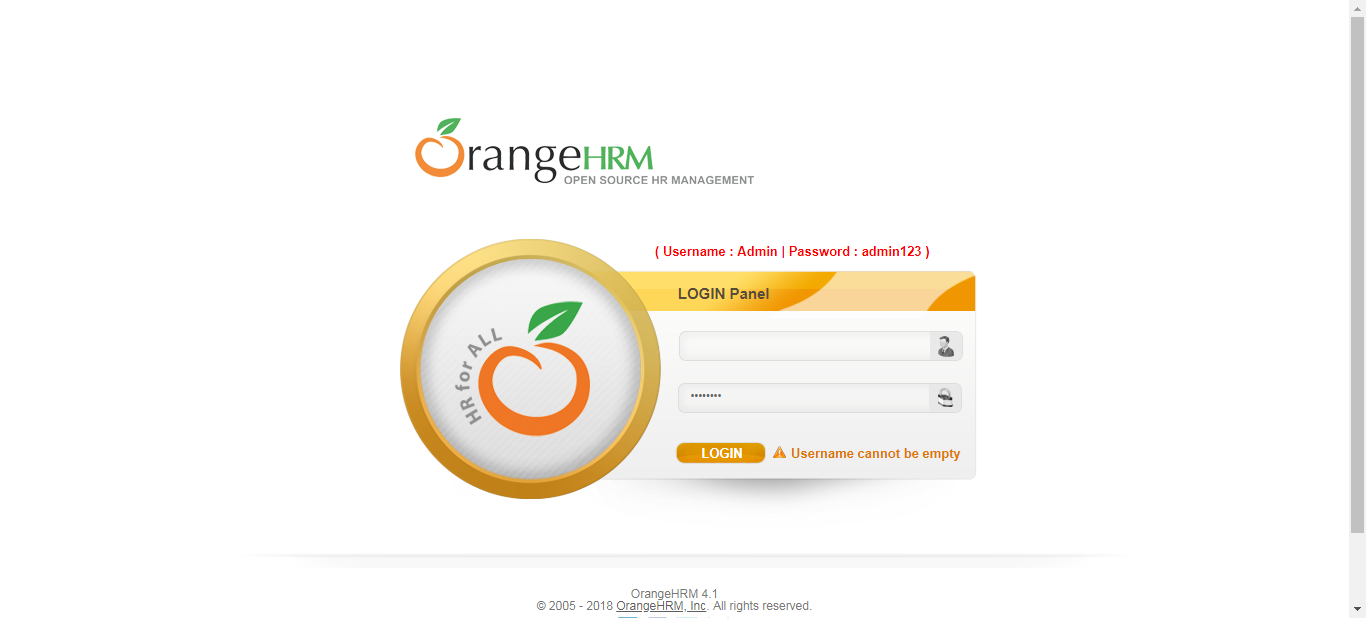 OrangeHRM
OPEN SOURCE HR MANAGEMENT
( Username : Admin | Password : admin123 )
LOGIN Panel
HR for ALL
••••••••
LOGIN Username cannot be empty
OrangeHRM 4.1
© 2005 - 2018 OrangeHRM, Inc. All rights reserved.